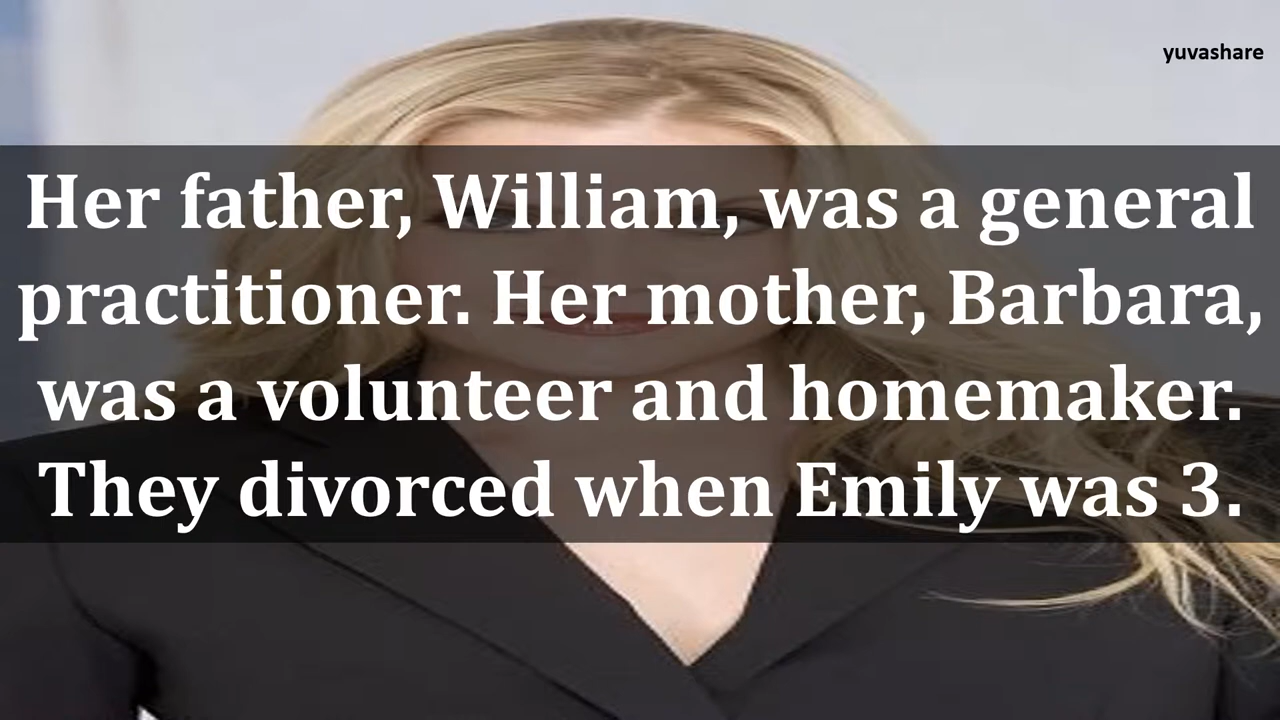 yuvashare
Her father, William, was a general
practitioner. Her mother, Barbara,
was a volunteer and homemaker.
They divorced when Emily was 3.